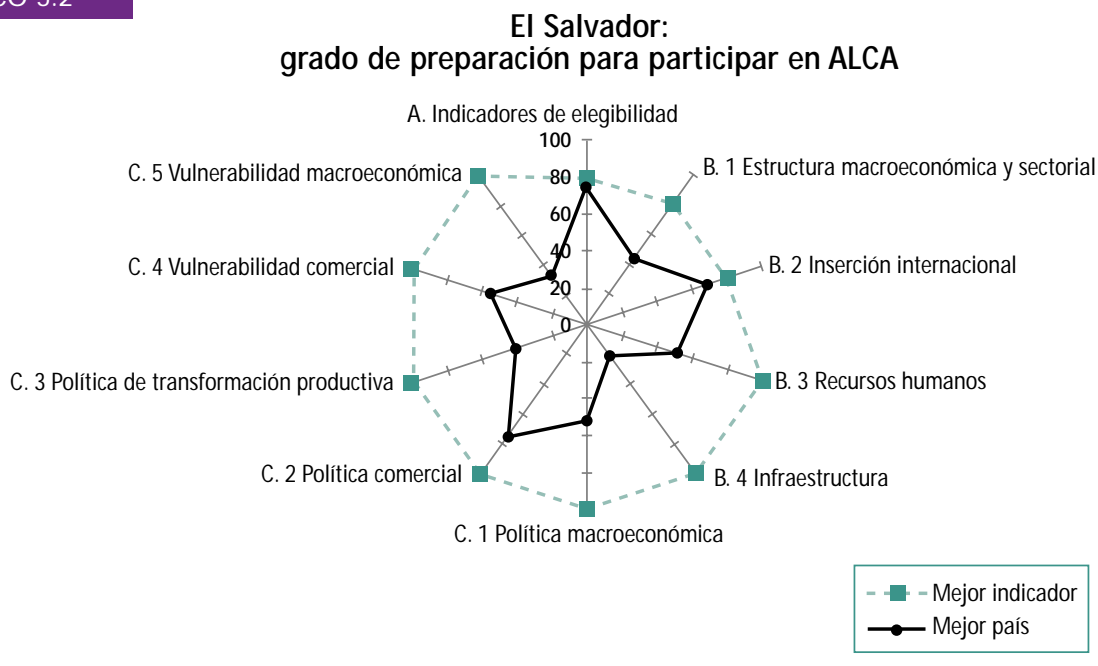 El Salvador:
grado de preparación para participar en ALCA
A. Indicadores de elegibilidad
100
80
60
40
20
0
B. 1 Estructura macroeconómica y sectorial
B. 2 Inserción internacional
B. 3 Recursos humanos
B. 4 Infraestructura
C. 1 Política macroeconómica
C. 2 Política comercial
C. 3 Política de transformación productiva
C. 4 Vulnerabilidad comercial
C. 5 Vulnerabilidad macroeconómica
Mejor indicador
Mejor país